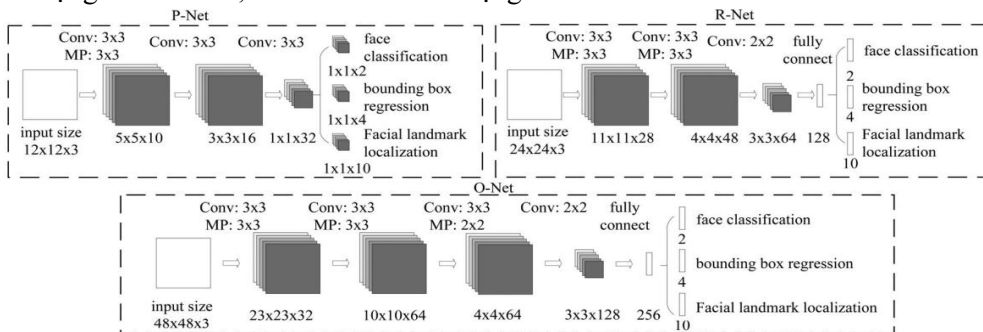 P-Net
Conv: 3x3 Conv: 3x3 Conv: 3x3
MP: 3x3
face
classification
1x1x2
bounding box
regression
1x1x4
Facial landmark
localization
1x1x10
input size
12x12x3
5x5x10 3x3x16 1x1x32
R-Net
Conv: 3x3 Conv: 3x3 Conv: 2x2 fully
MP: 3x3 MP: 3x3 connect
face classification
2
bounding box
regression
4
Facial landmark
localization
10
input size
24x24x3
11x11x28 4x4x48 3x3x64 128
O-Net
Conv: 3x3 Conv: 3x3 Conv: 3x3 Conv: 2x2 fully
MP: 3x3 MP: 3x3 MP: 2x2 connect
face classification
2
bounding box regression
4
Facial landmark localization
10
input size
48x48x3
23x23x32 10x10x64 4x4x64 3x3x128 256